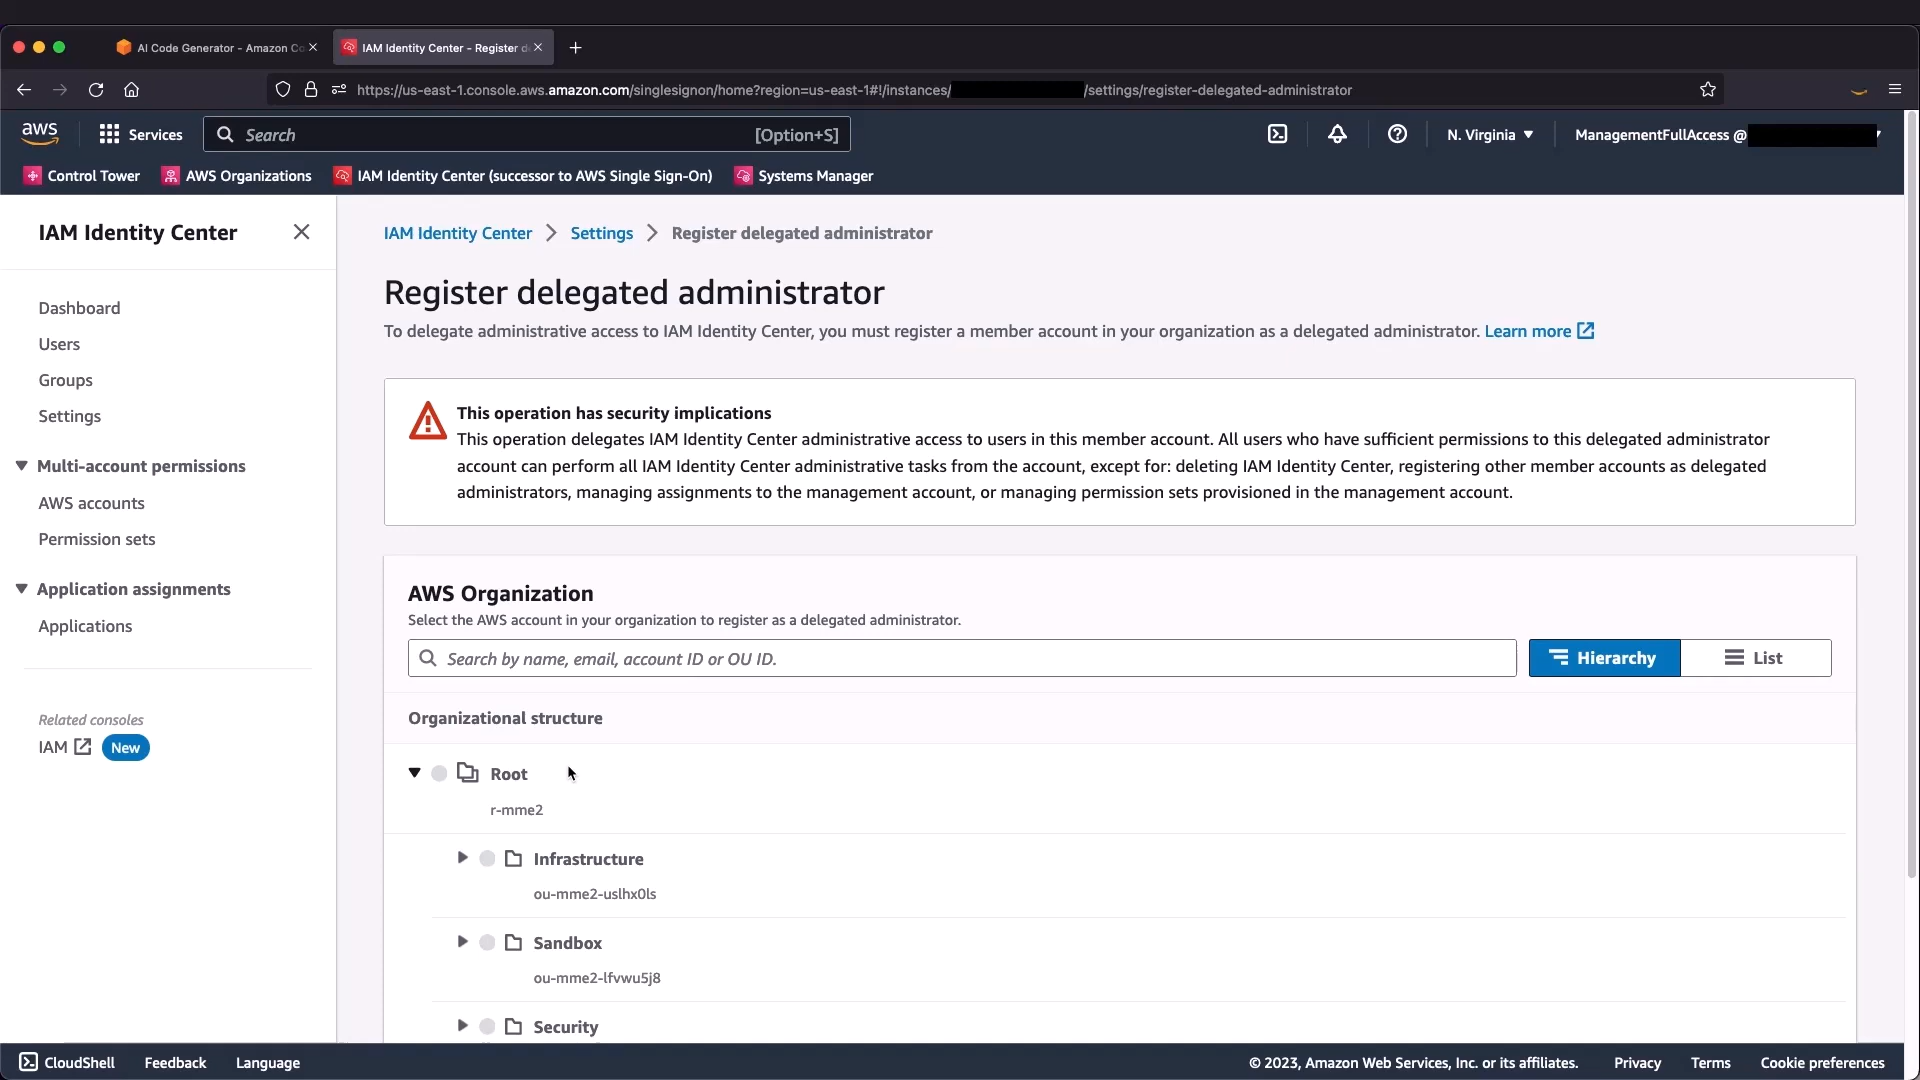 AI Code Generator - Amazon Co
IAM Identity Center - Register de
https://us-east-1.console.aws.amazon.com/singlesignon/home?region=us-east-1#!/instances/ /settings/register-delegated-administrator
aws
Services
Search
[Option+S]
N. Virginia
ManagementFullAccess @
Control Tower
AWS Organizations
IAM Identity Center (successor to AWS Single Sign-On)
Systems Manager
IAM Identity Center
Dashboard
Users
Groups
Settings
Multi-account permissions
AWS accounts
Permission sets
Application assignments
Applications
Related consoles
IAM
New
IAM Identity Center
Settings
Register delegated administrator
Register delegated administrator
To delegate administrative access to IAM Identity Center, you must register a member account in your organization as a delegated administrator. Learn more
This operation has security implications
This operation delegates IAM Identity Center administrative access to users in this member account. All users who have sufficient permissions to this delegated administrator
account can perform all IAM Identity Center administrative tasks from the account, except for: deleting IAM Identity Center, registering other member accounts as delegated
administrators, managing assignments to the management account, or managing permission sets provisioned in the management account.
AWS Organization
Select the AWS account in your organization to register as a delegated administrator.
Search by name, email, account ID or OU ID.
Hierarchy
List
Organizational structure
Root
r-mme2
Infrastructure
ou-mme2-uslhx0ls
Sandbox
ou-mme2-lfvwu5j8
Security
CloudShell
Feedback
Language
© 2023, Amazon Web Services, Inc. or its affiliates.
Privacy
Terms
Cookie preferences